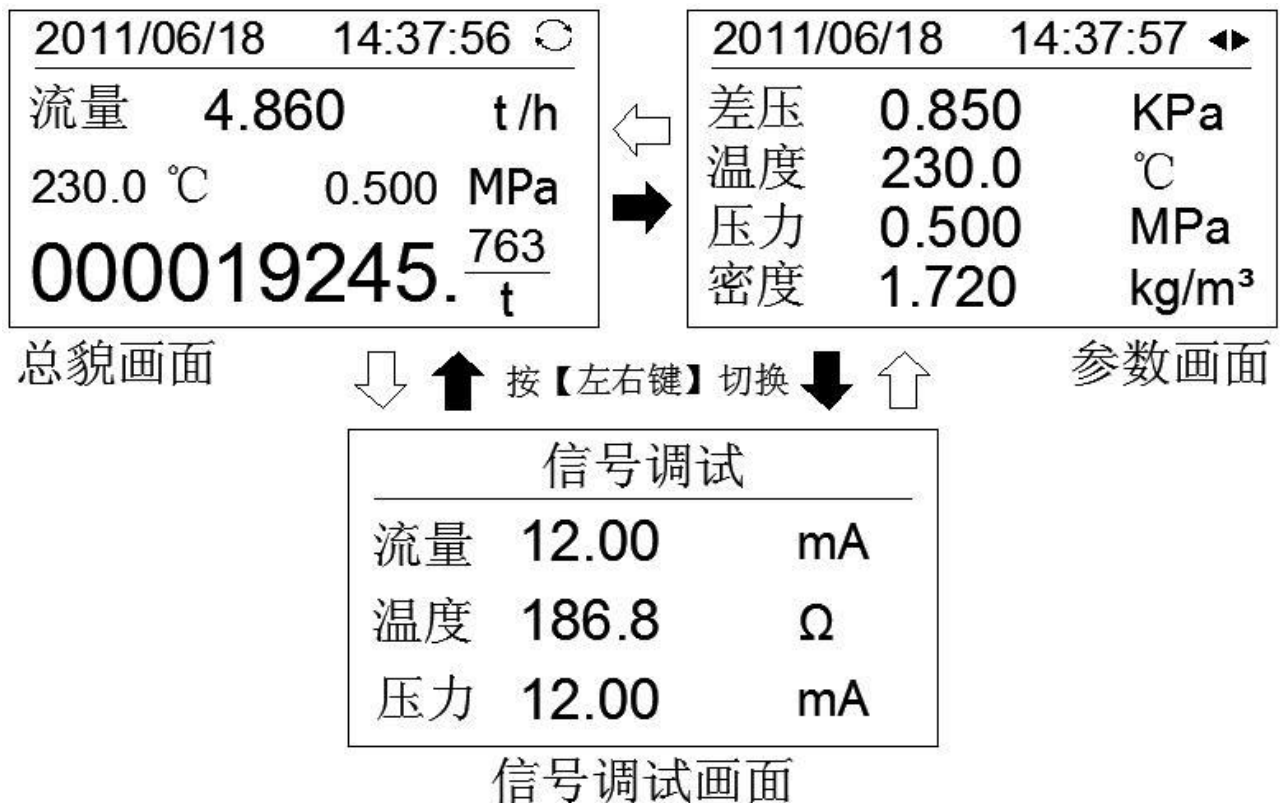 2011/06/18 14:37:56
流量 4.860 t/h
230.0 ℃ 0.500 MPa
000019245. 763/t
总貌画面
2011/06/18 14:37:57
差压 0.850 KPa
温度 230.0 ℃
压力 0.500 MPa
密度 1.720 kg/m³
参数画面
按【左右键】切换
信号调试
流量 12.00 mA
温度 186.8 Ω
压力 12.00 mA
信号调试画面